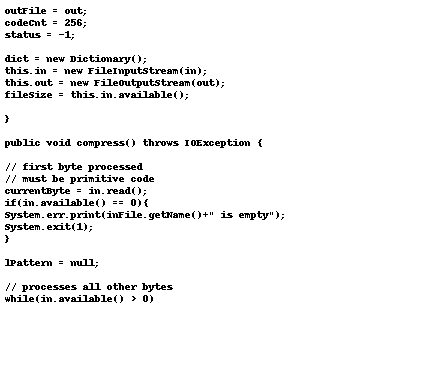 outFile = out;
codeCnt = 256;
status = -1;
dict = new Dictionary();
this.in = new FileInputStream(in);
this.out = new FileOutputStream(out);
fileSize = this.in.available();
}
public void compress() throws IOException {
// first byte processed
// must be primitive code
currentByte = in.read();
if(in.available() == 0){
System.err.print(inFile.getName()+" is empty");
System.exit(1);
}
lPattern = null;
// processes all other bytes
while(in.available() > 0)